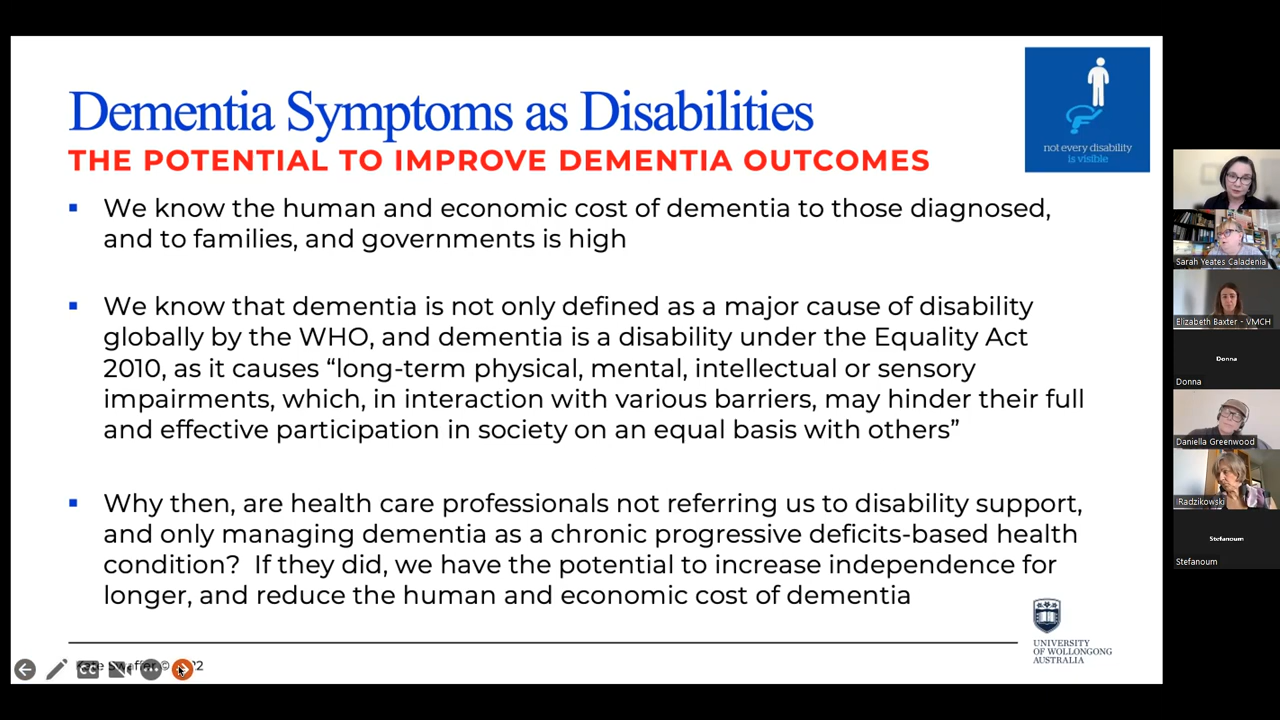 Dementia Symptoms as Disabilities
THE POTENTIAL TO IMPROVE DEMENTIA OUTCOMES
not every disability
is visible
▪ We know the human and economic cost of dementia to those diagnosed,
and to families, and governments is high
▪ We know that dementia is not only defined as a major cause of disability
globally by the WHO, and dementia is a disability under the Equality Act
2010, as it causes “long-term physical, mental, intellectual or sensory
impairments, which, in interaction with various barriers, may hinder their full
and effective participation in society on an equal basis with others”
▪ Why then, are health care professionals not referring us to disability support,
and only managing dementia as a chronic progressive deficits-based health
condition? If they did, we have the potential to increase independence for
longer, and reduce the human and economic cost of dementia
UNIVERSITY
OF WOLLONGONG
AUSTRALIA
CC
Sarah Yeates Caladenia
Elizabeth Baxter - VMCH
Donna
Donna
Daniella Greenwood
Radzikowski
Stefanoum
Stefanoum